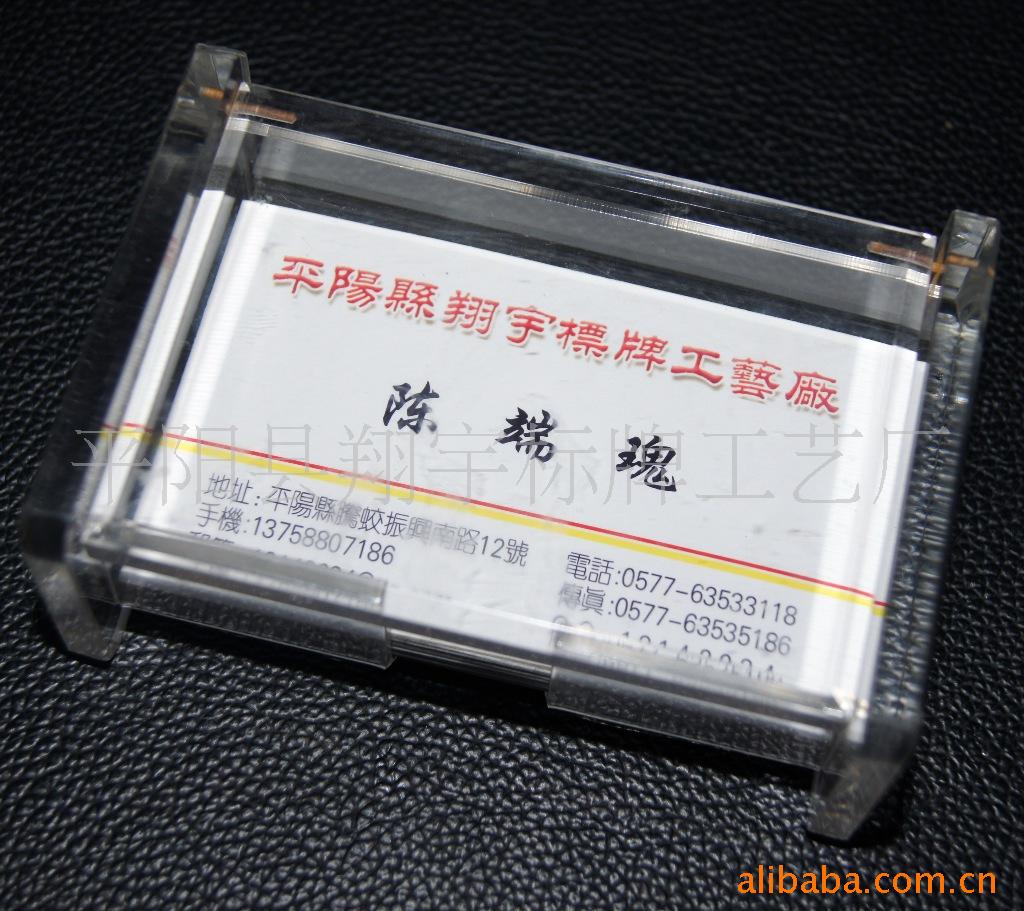 平陽縣翔宇標牌工藝廠
陈 瑞 瑰
平阳县翔宇标牌工艺厂
地址:平陽縣騰蛟振興南路12號
手機:13758807186
電話:0577-63533118
傳真:0577-63535186
alibaba.com.cn